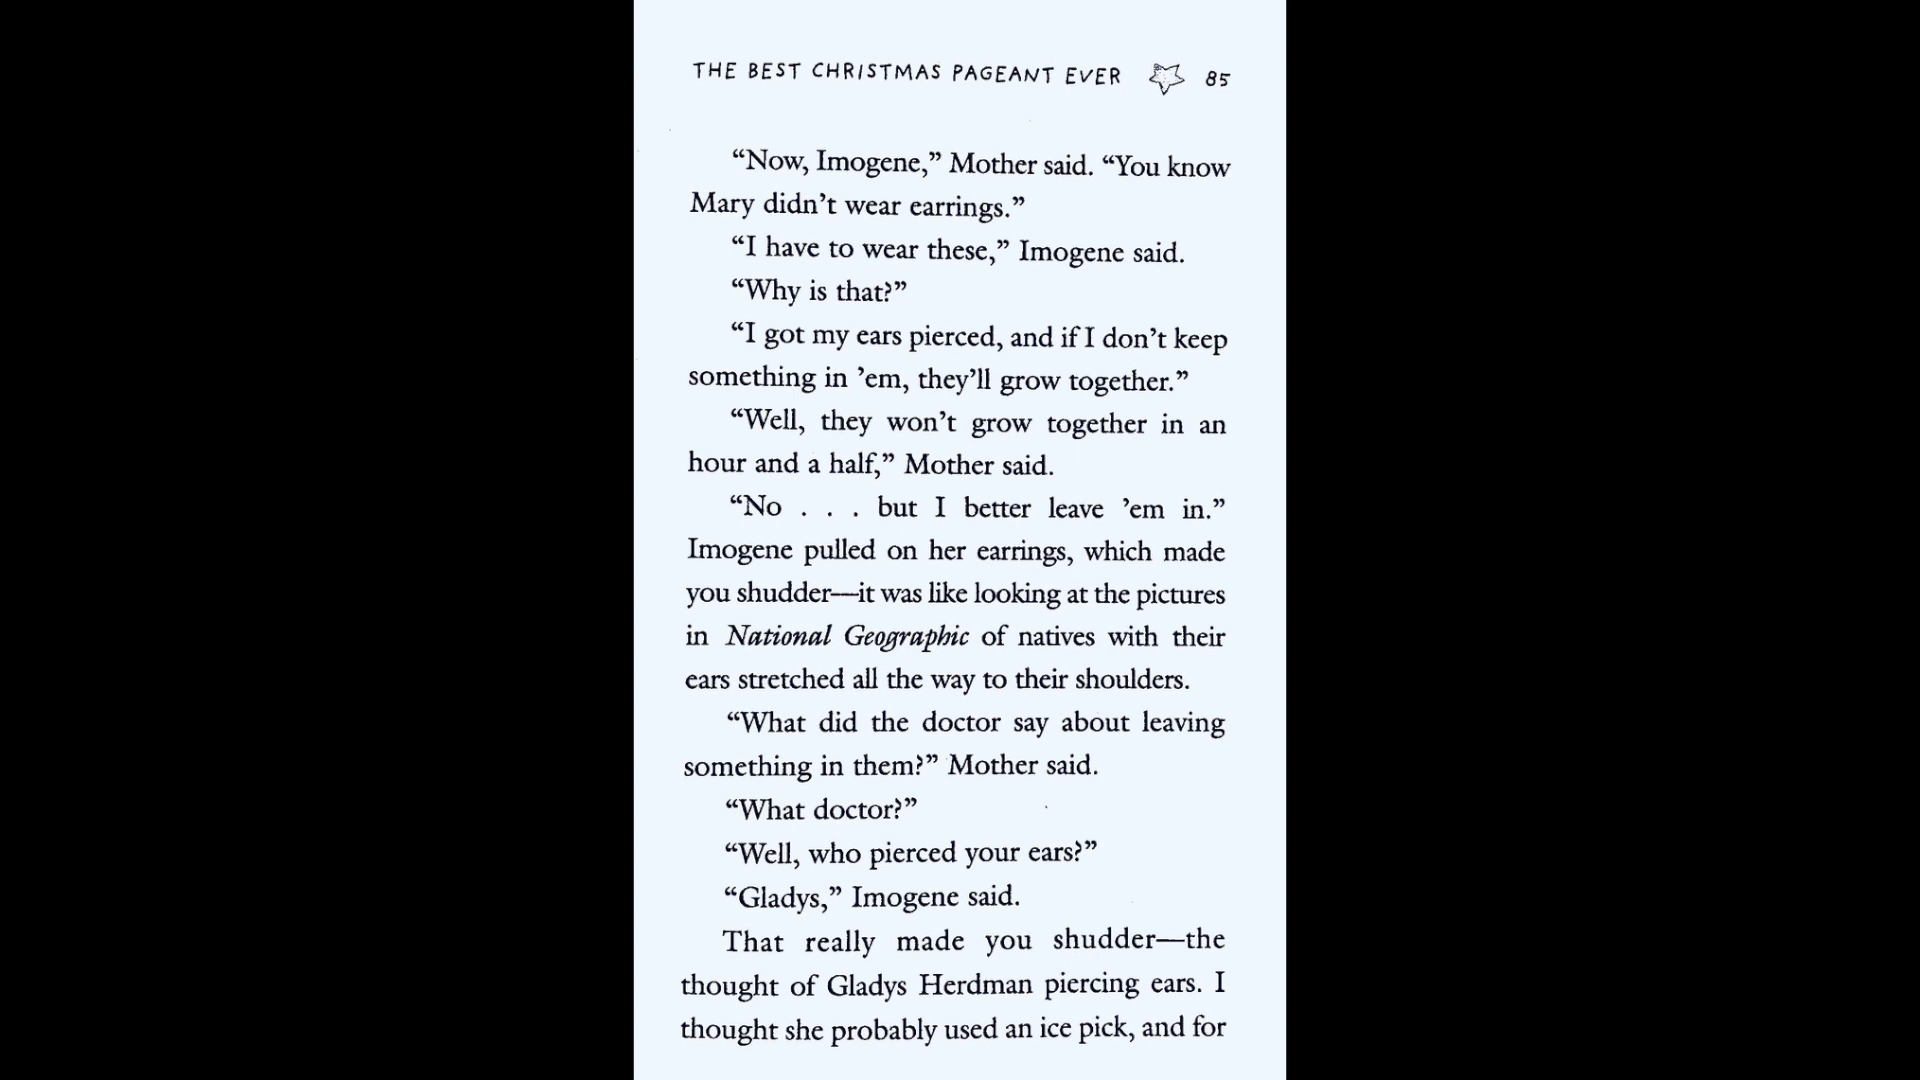 THE BEST CHRISTMAS PAGEANT EVER 85
“Now, Imogene,” Mother said. “You know
Mary didn’t wear earrings.”
“I have to wear these,” Imogene said.
“Why is that?”
“I got my ears pierced, and if I don’t keep
something in ’em, they’ll grow together.”
“Well, they won’t grow together in an
hour and a half,” Mother said.
“No . . . but I better leave ’em in.”
Imogene pulled on her earrings, which made
you shudder—it was like looking at the pictures
in National Geographic of natives with their
ears stretched all the way to their shoulders.
“What did the doctor say about leaving
something in them?” Mother said.
“What doctor?”
“Well, who pierced your ears?”
“Gladys,” Imogene said.
That really made you shudder—the
thought of Gladys Herdman piercing ears. I
thought she probably used an ice pick, and for